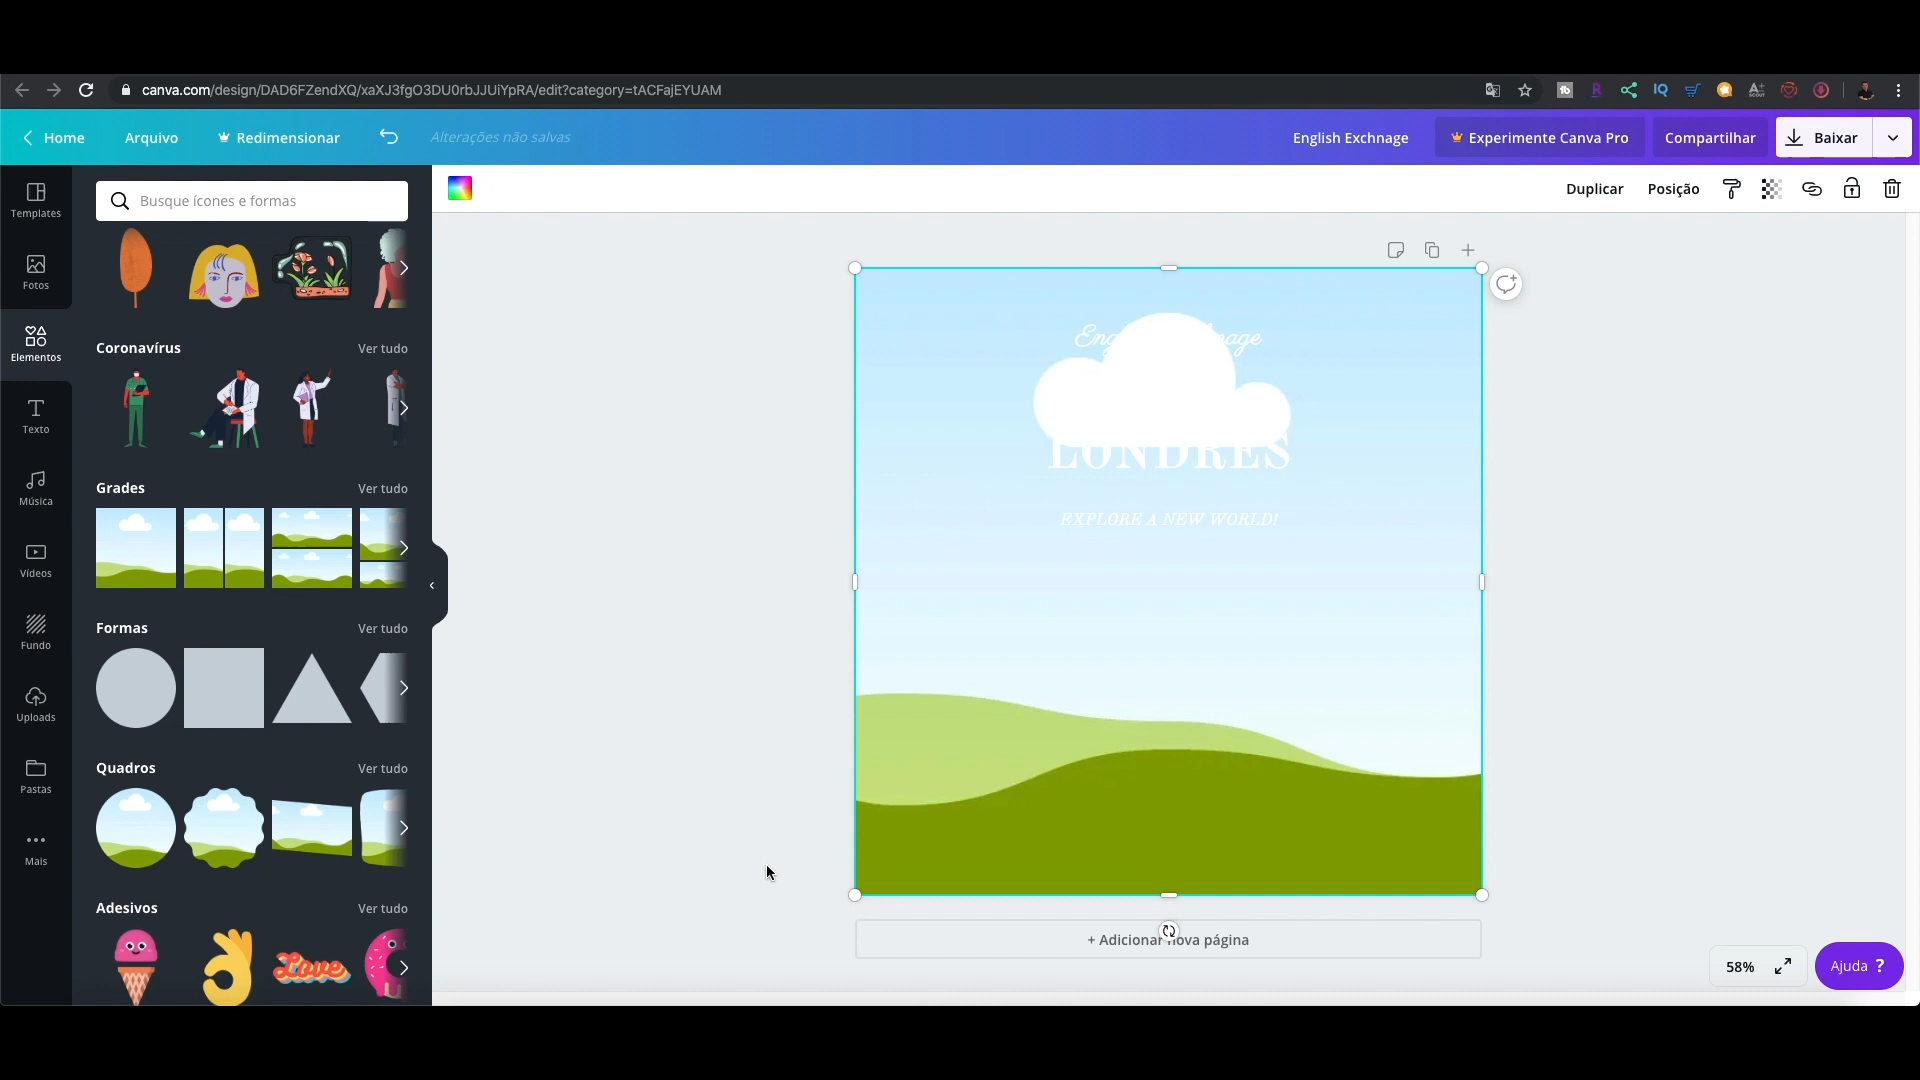 canva.com/design/DAD6FZendXQ/xaXJ3fgO3DU0rbJJUiYpRA/edit?category=tACFajEYUAM
Home
Arquivo
Redimensionar
Alterações não salvas
English Exchnage
Experimente Canva Pro
Compartilhar
Baixar
Templates
Fotos
Elementos
Texto
Música
Vídeos
Fundo
Uploads
Pastas
Mais
Busque ícones e formas
Coronavírus
Ver tudo
Grades
Ver tudo
Formas
Ver tudo
Quadros
Ver tudo
Adesivos
Ver tudo
Love
Duplicar
Posição
LONDRES
EXPLORE A NEW WORLD!
+ Adicionar nova página
58%
Ajuda ?